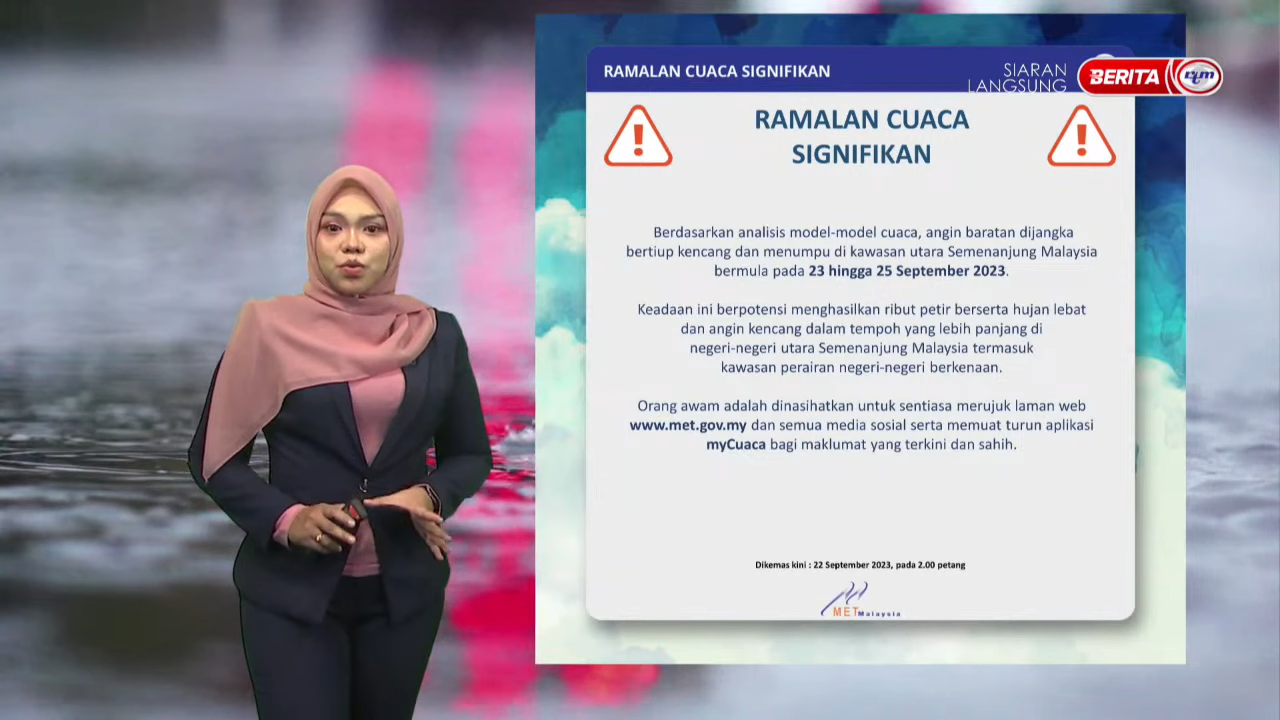 RAMALAN CUACA SIGNIFIKAN
SIARAN
LANGSUNG
BERITA
rtm
RAMALAN CUACA
SIGNIFIKAN
Berdasarkan analisis model-model cuaca, angin baratan dijangka
bertiup kencang dan menumpu di kawasan utara Semenanjung Malaysia
bermula pada 23 hingga 25 September 2023.
Keadaan ini berpotensi menghasilkan ribut petir berserta hujan lebat
dan angin kencang dalam tempoh yang lebih panjang di
negeri-negeri utara Semenanjung Malaysia termasuk
kawasan perairan negeri-negeri berkenaan.
Orang awam adalah dinasihatkan untuk sentiasa merujuk laman web
www.met.gov.my dan semua media sosial serta memuat turun aplikasi
myCuaca bagi maklumat yang terkini dan sahih.
Dikemas kini : 22 September 2023, pada 2.00 petang
MET Malaysia